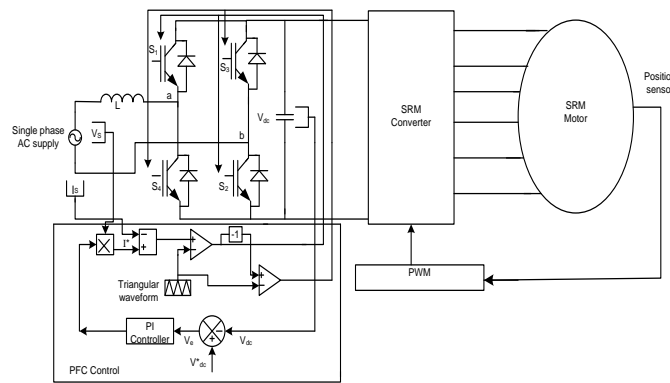 S1
S3
a
L
Vdc
SRM
Converter
SRM
Motor
Position
sensor
Single phase
AC supply
VS
b
S4
S2
IS
I*
-
+
+
-
-1
+
-
PWM
Triangular
waveform
PI
Controller
Ve
-
+
Vdc
V*dc
PFC Control